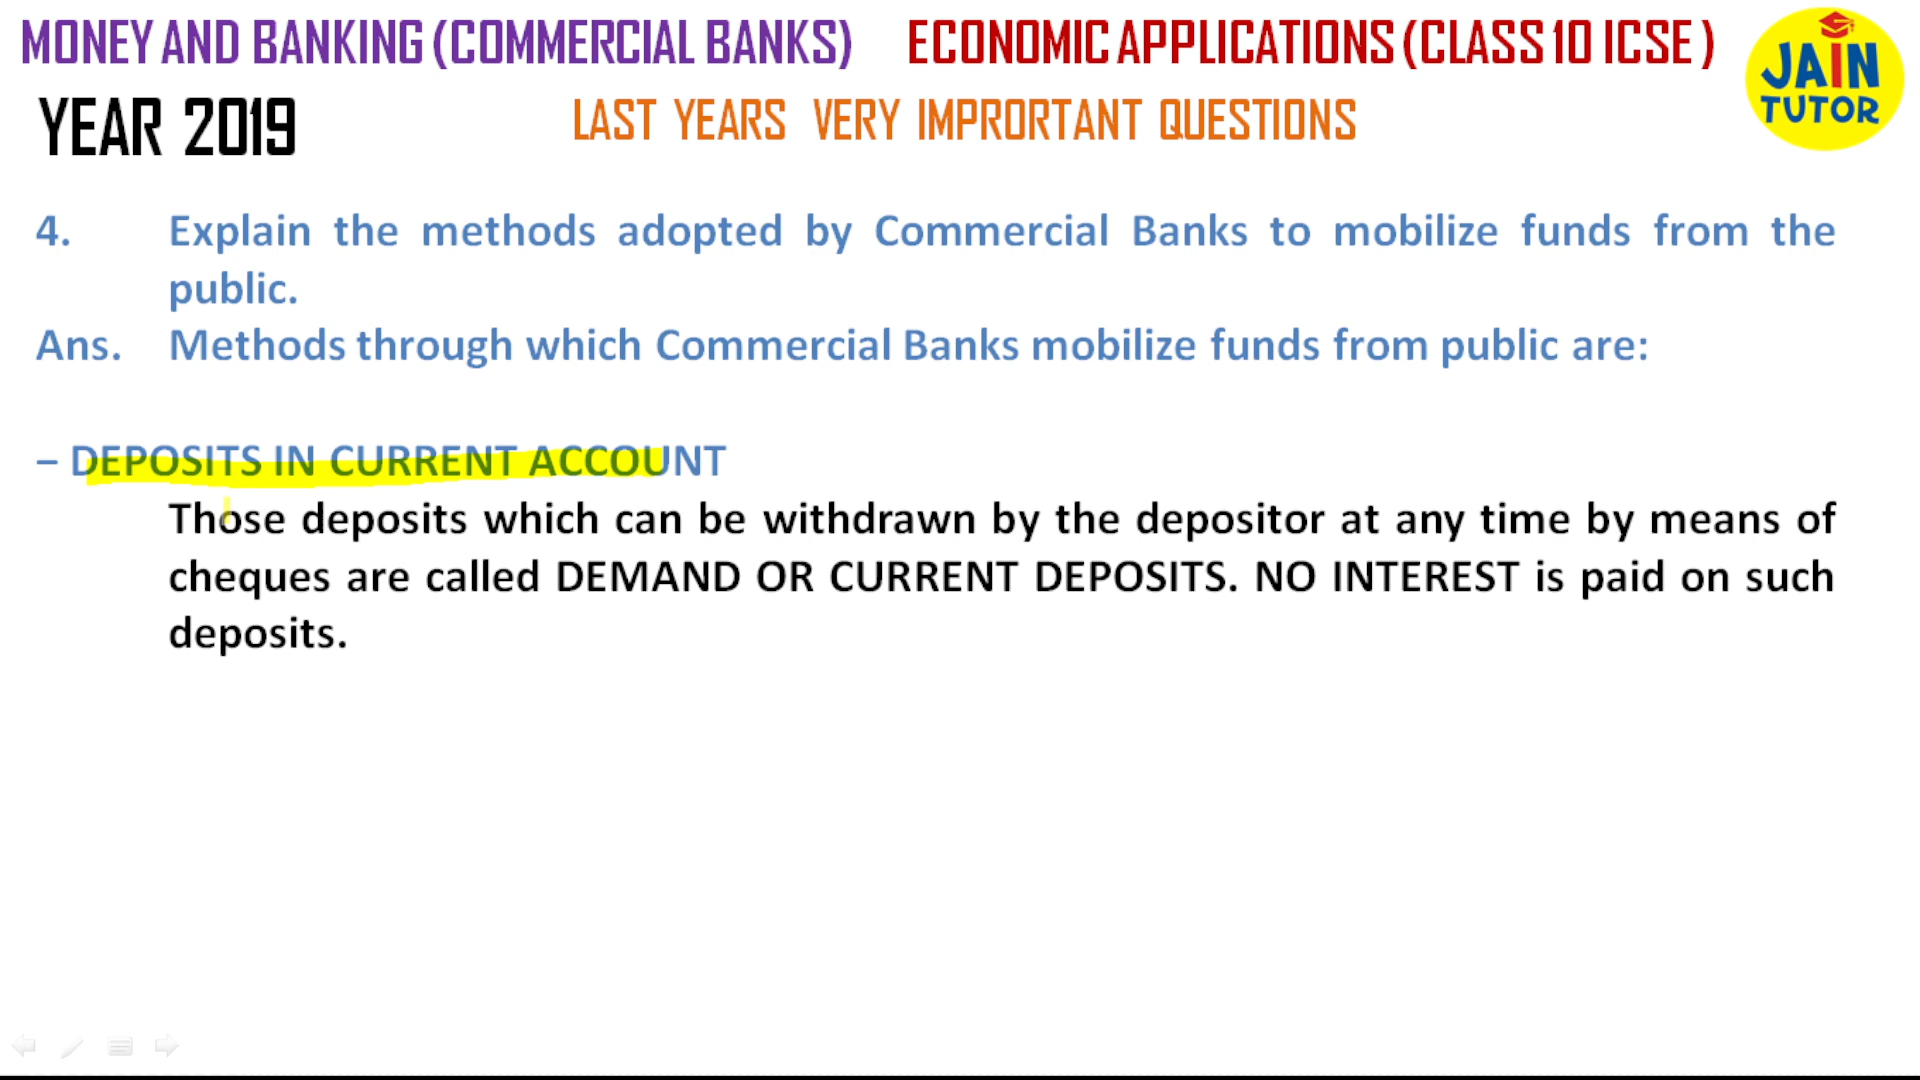 MONEY AND BANKING (COMMERCIAL BANKS) ECONOMIC APPLICATIONS (CLASS 10 ICSE )
JAIN
TUTOR
YEAR 2019 LAST YEARS VERY IMPRORTANT QUESTIONS
4. Explain the methods adopted by Commercial Banks to mobilize funds from the
public.
Ans. Methods through which Commercial Banks mobilize funds from public are:
– DEPOSITS IN CURRENT ACCOUNT
Those deposits which can be withdrawn by the depositor at any time by means of
cheques are called DEMAND OR CURRENT DEPOSITS. NO INTEREST is paid on such
deposits.